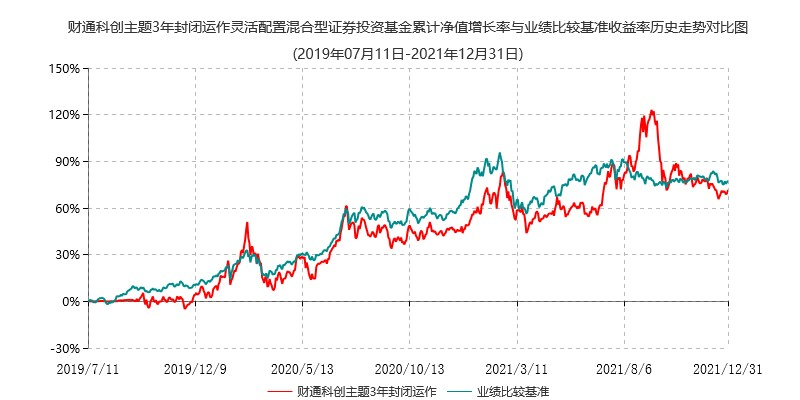 财通科创主题3年封闭运作灵活配置混合型证券投资基金累计净值增长率与业绩比较基准收益率历史走势对比图
(2019年07月11日-2021年12月31日)
150%
120%
90%
60%
30%
0%
-30%
2019/7/11 2019/12/9 2020/5/13 2020/10/13 2021/3/11 2021/8/6 2021/12/31
财通科创主题3年封闭运作 业绩比较基准